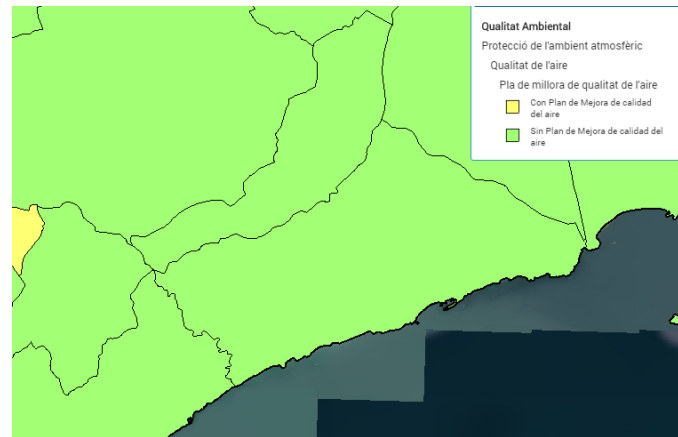 Qualitat Ambiental
Protecció de l'ambient atmosfèric
Qualitat de l'aire
Pla de millora de qualitat de l'aire
Con Plan de Mejora de calidad
del aire
Sin Plan de Mejora de calidad del
aire